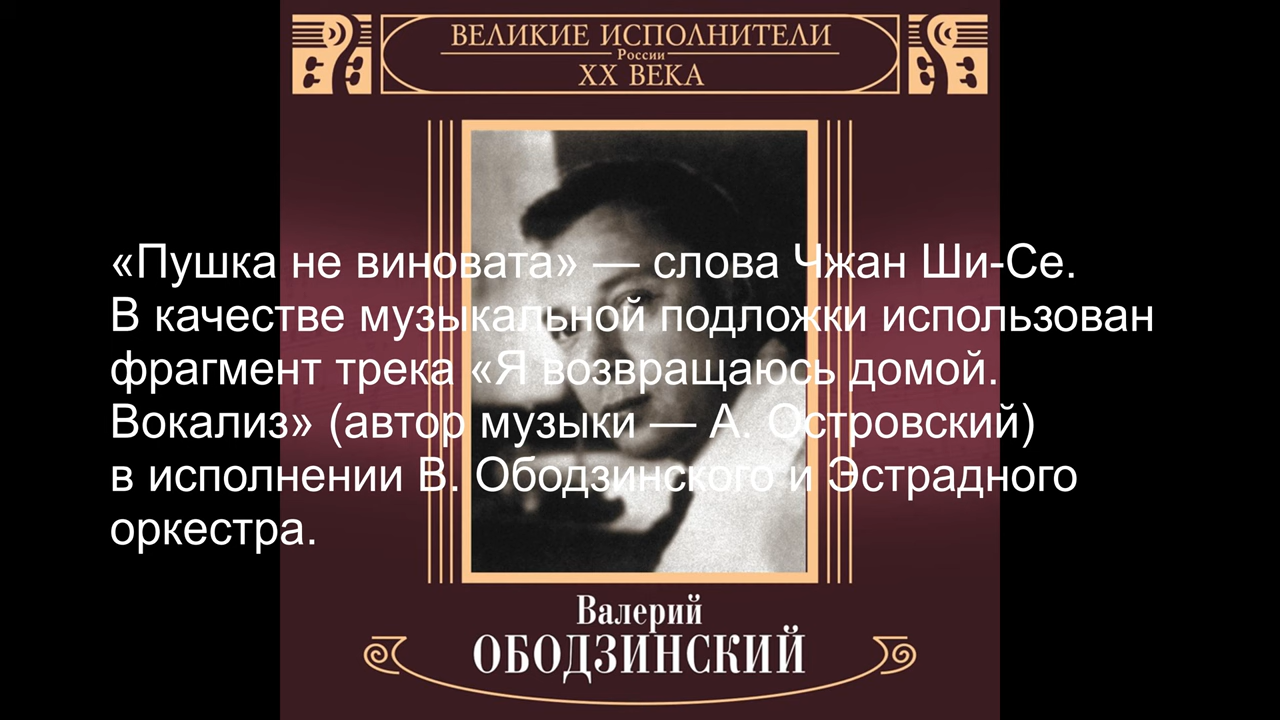 ВЕЛИКИЕ ИСПОЛНИТЕЛИ
России
XX ВЕКА
«Пушка не виновата» — слова Чжан Ши-Се.
В качестве музыкальной подложки использован
фрагмент трека «Я возвращаюсь домой.
Вокализ» (автор музыки — А. Островский)
в исполнении В. Ободзинского и Эстрадного
оркестра.
Валерий
ОБОДЗИНСКИЙ